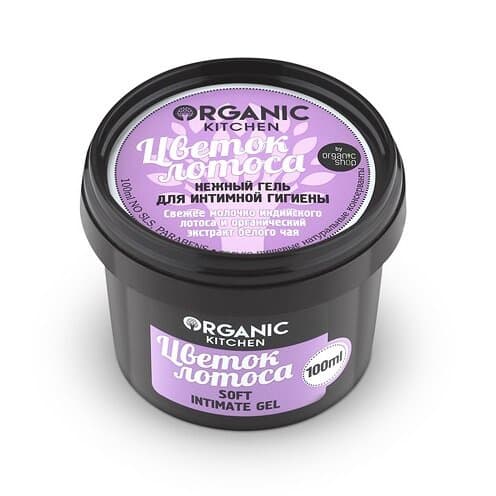 ORGANIC
KITCHEN
by
organic
shop
Цветок
лотоса
НЕЖНЫЙ ГЕЛЬ
ДЛЯ ИНТИМНОЙ ГИГИЕНЫ
Свежее молочко индийского
лотоса и органический
экстракт белого чая
100ml NO SLS, PARABENS
пищевые натуральные консерванты
ORGANIC
KITCHEN
Цветок
лотоса
100ml
SOFT
INTIMATE GEL